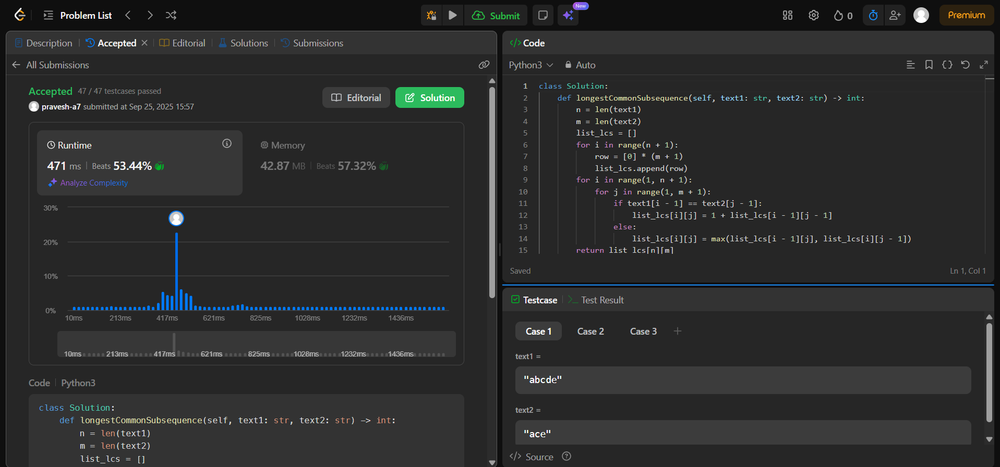 Problem List
Submit
New
0
Premium
Description
Accepted
Editorial
Solutions
Submissions
All Submissions
Accepted 47 / 47 testcases passed
pravesh-a7 submitted at Sep 25, 2025 15:57
Editorial
Solution
Runtime
471 ms Beats 53.44%
Analyze Complexity
Memory
42.87 MB Beats 57.32%
30%
20%
10%
0%
10ms 213ms 417ms 621ms 825ms 1028ms 1232ms 1436ms
10ms 213ms 417ms 621ms 825ms 1028ms 1232ms 1436ms
Code Python3
class Solution:
    def longestCommonSubsequence(self, text1: str, text2: str) -> int:
        n = len(text1)
        m = len(text2)
        list_lcs = []
</> Code
Python3 Auto
1 class Solution:
2     def longestCommonSubsequence(self, text1: str, text2: str) -> int:
3         n = len(text1)
4         m = len(text2)
5         list_lcs = []
6         for i in range(n + 1):
7             row = [0] * (m + 1)
8             list_lcs.append(row)
9         for i in range(1, n + 1):
10             for j in range(1, m + 1):
11                 if text1[i - 1] == text2[j - 1]:
12                     list_lcs[i][j] = 1 + list_lcs[i - 1][j - 1]
13                 else:
14                     list_lcs[i][j] = max(list_lcs[i - 1][j], list_lcs[i][j - 1])
15         return list_lcs[n][m]
Saved
Ln 1, Col 1
Testcase
Test Result
Case 1
Case 2
Case 3
text1 =
"abcde"
text2 =
"ace"
</> Source